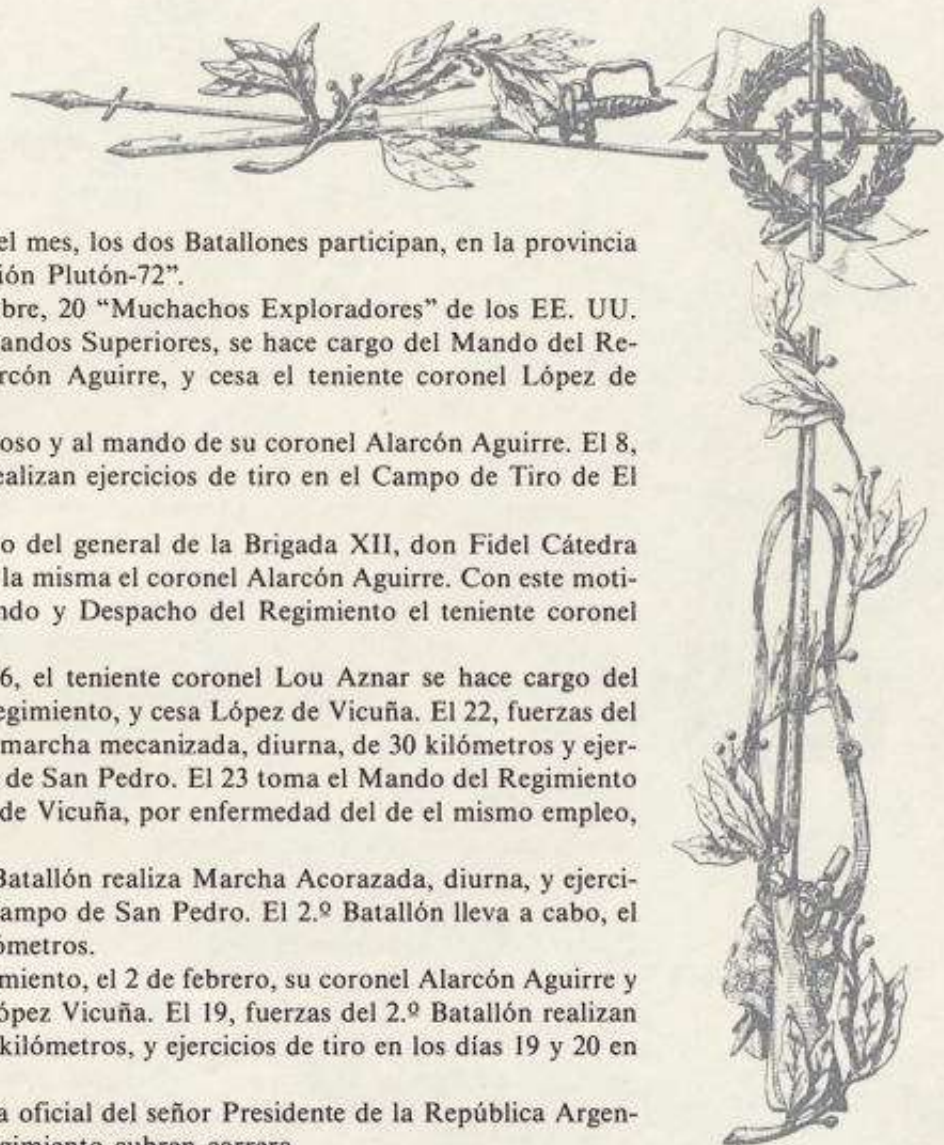 el mes, los dos Batallones participan, en la provincia
ión Plutón-72”.
bre, 20 “Muchachos Exploradores” de los EE. UU.
andos Superiores, se hace cargo del Mando del Re-
rcón Aguirre, y cesa el teniente coronel López de
oso y al mando de su coronel Alarcón Aguirre. El 8,
ealizan ejercicios de tiro en el Campo de Tiro de El
o del general de la Brigada XII, don Fidel Cátedra
la misma el coronel Alarcón Aguirre. Con este moti-
ndo y Despacho del Regimiento el teniente coronel
6, el teniente coronel Lou Aznar se hace cargo del
egimiento, y cesa López de Vicuña. El 22, fuerzas del
marcha mecanizada, diurna, de 30 kilómetros y ejer-
de San Pedro. El 23 toma el Mando del Regimiento
de Vicuña, por enfermedad del de el mismo empleo,
Batallón realiza Marcha Acorazada, diurna, y ejerci-
ampo de San Pedro. El 2.º Batallón lleva a cabo, el
ómetros.
miento, el 2 de febrero, su coronel Alarcón Aguirre y
ópez Vicuña. El 19, fuerzas del 2.º Batallón realizan
kilómetros, y ejercicios de tiro en los días 19 y 20 en
a oficial del señor Presidente de la República Argen-
egimiento cubren carrera.